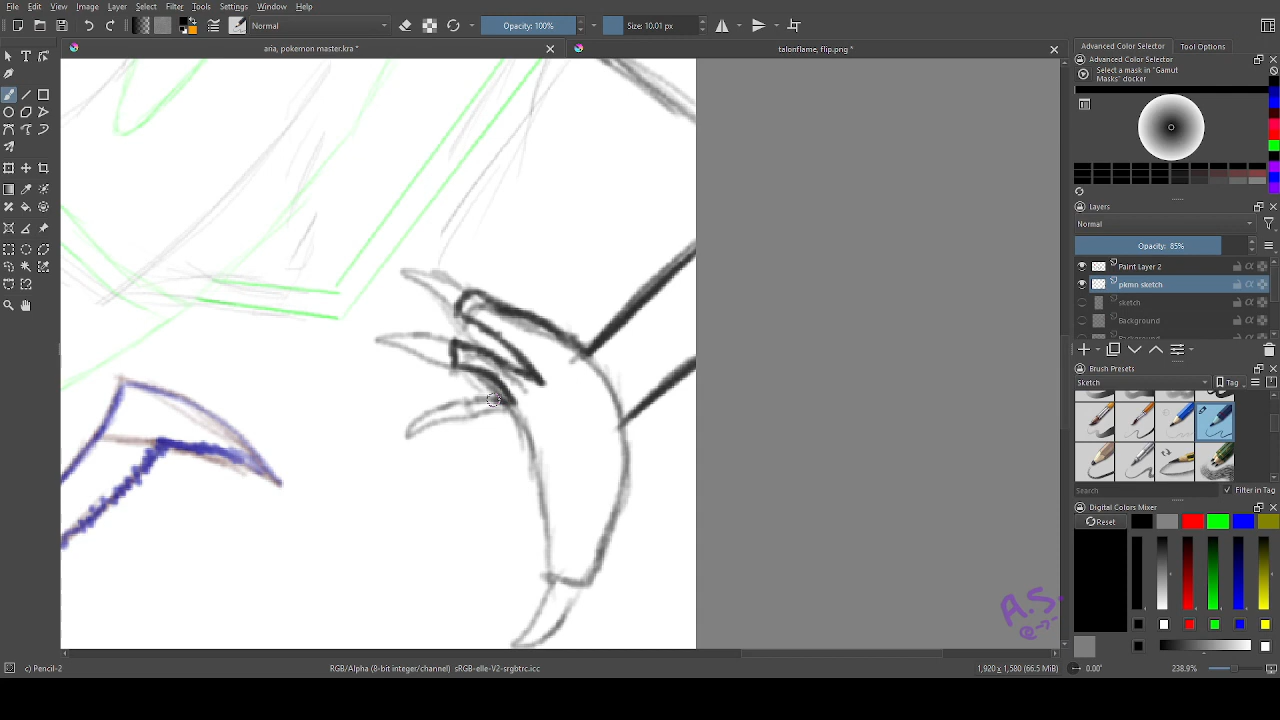 File Edit View Image Layer Select Filter Tools Settings Window Help
Normal
Opacity: 100%
Size: 10.01 px
aria, pokemon master.kra *
talonflame, flip.png *
Advanced Color Selector
Tool Options
Advanced Color Selector
Select a mask in "Gamut
Masks" docker
Layers
Normal
Opacity: 85%
Paint Layer 2
pkmn sketch
sketch
Background
Background
Brush Presets
Sketch
Tag
Search
Filter in Tag
Digital Colors Mixer
Reset
A.S.
c) Pencil-2
RGB/Alpha (8-bit integer/channel) sRGB-elle-V2-srgbtrc.icc
1,920 x 1,580 (66.5 MiB)
0.00°
238.9%